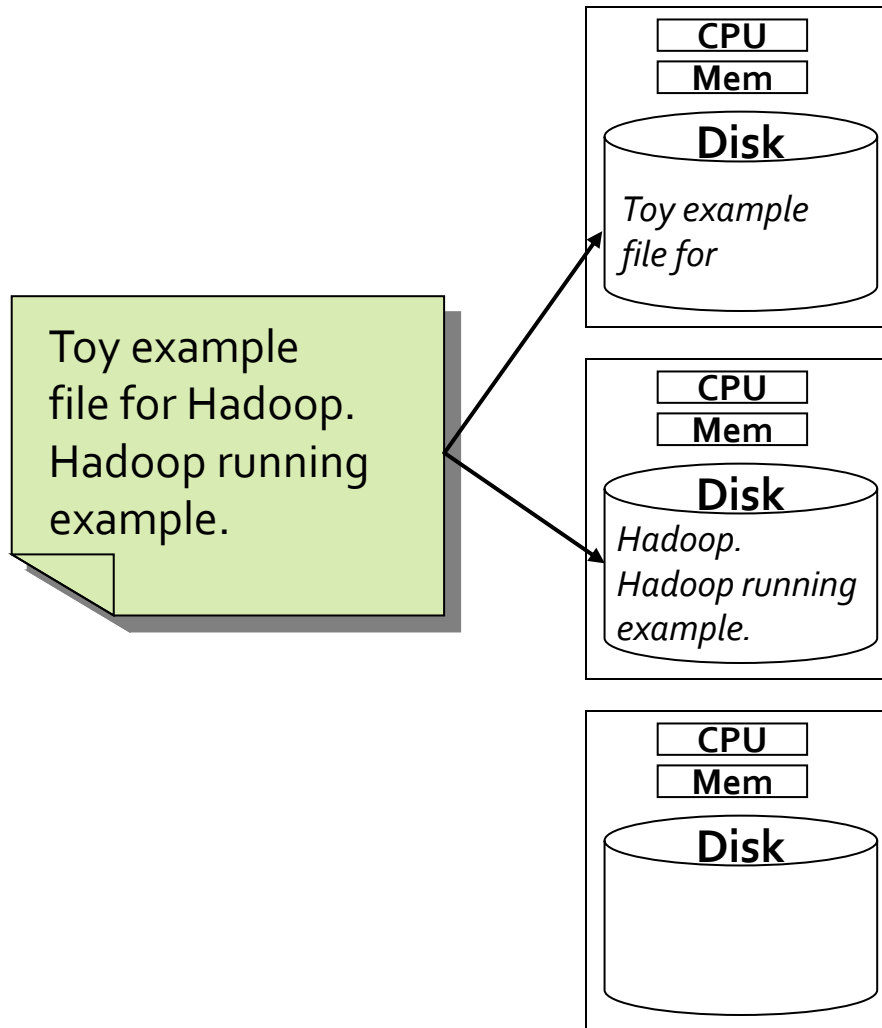 CPU
Mem
Disk
Toy example
file for
Toy example
file for Hadoop.
Hadoop running
example.
CPU
Mem
Disk
Hadoop.
Hadoop running
example.
CPU
Mem
Disk